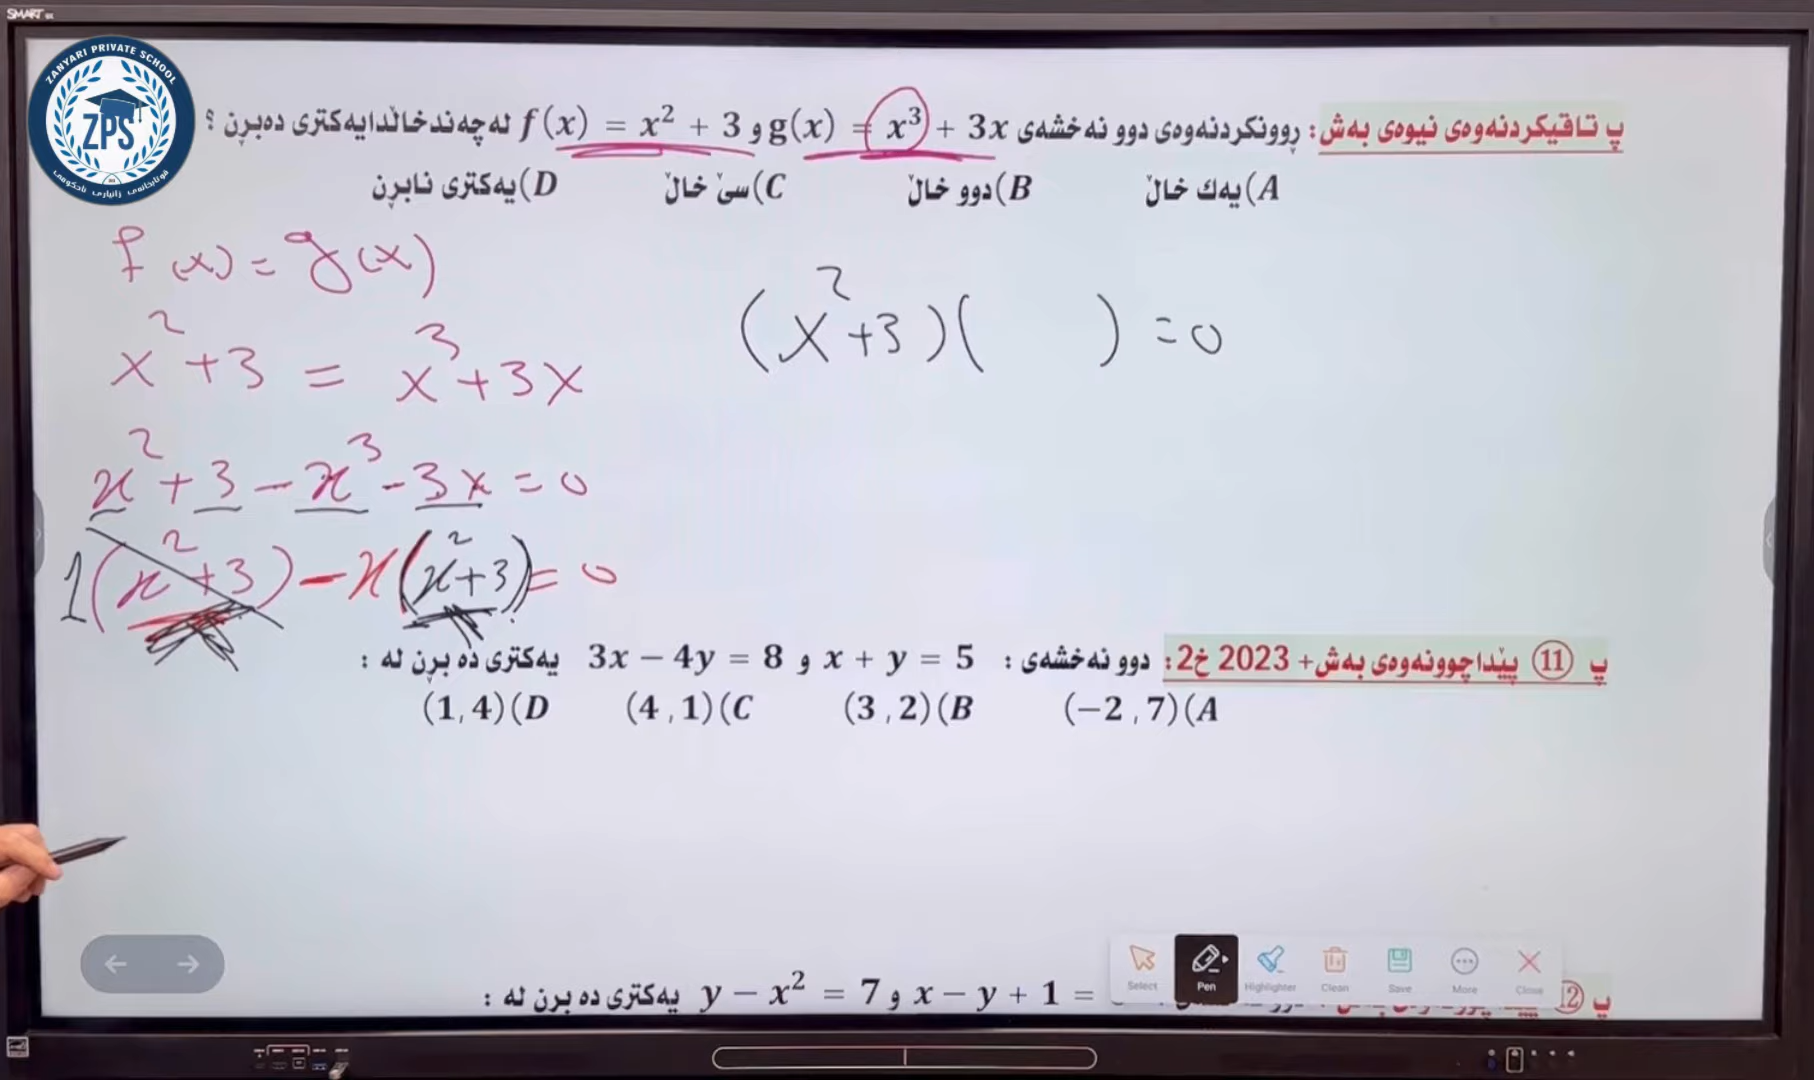 SMART
ZANYARI PRIVATE SCHOOL
ZPS
قوتابخانەی زانیاری ناحکومی
پ تاقیکردنەوەی نیوەی بەش : ڕوونکردنەوەی دوو نەخشەی g(x) = x³ + 3x و f(x) = x² + 3 لەچەندخاڵدایەکتری دەبڕن ؟
A) یەك خاڵ B) دوو خاڵ C) سێ خاڵ D) یەکتری نابڕن
f(x) = g(x)
x² + 3 = x³ + 3x
x² + 3 - x³ - 3x = 0
1(x² + 3) - x(x² + 3) = 0
(x² + 3)( ) = 0
پ ⑪ پێداچوونەوەی بەش+ 2023 خ2: دوو نەخشەی : x + y = 5 و 3x − 4y = 8 یەکتری دە بڕن لە :
A)(−2 , 7) B)(3 , 2) C)(4 , 1) D)(1, 4)
پ ⑫ x − y + 1 = و y − x² = 7 یەکتری دە بڕن لە :
Select Pen Highlighter Clean Save More Close